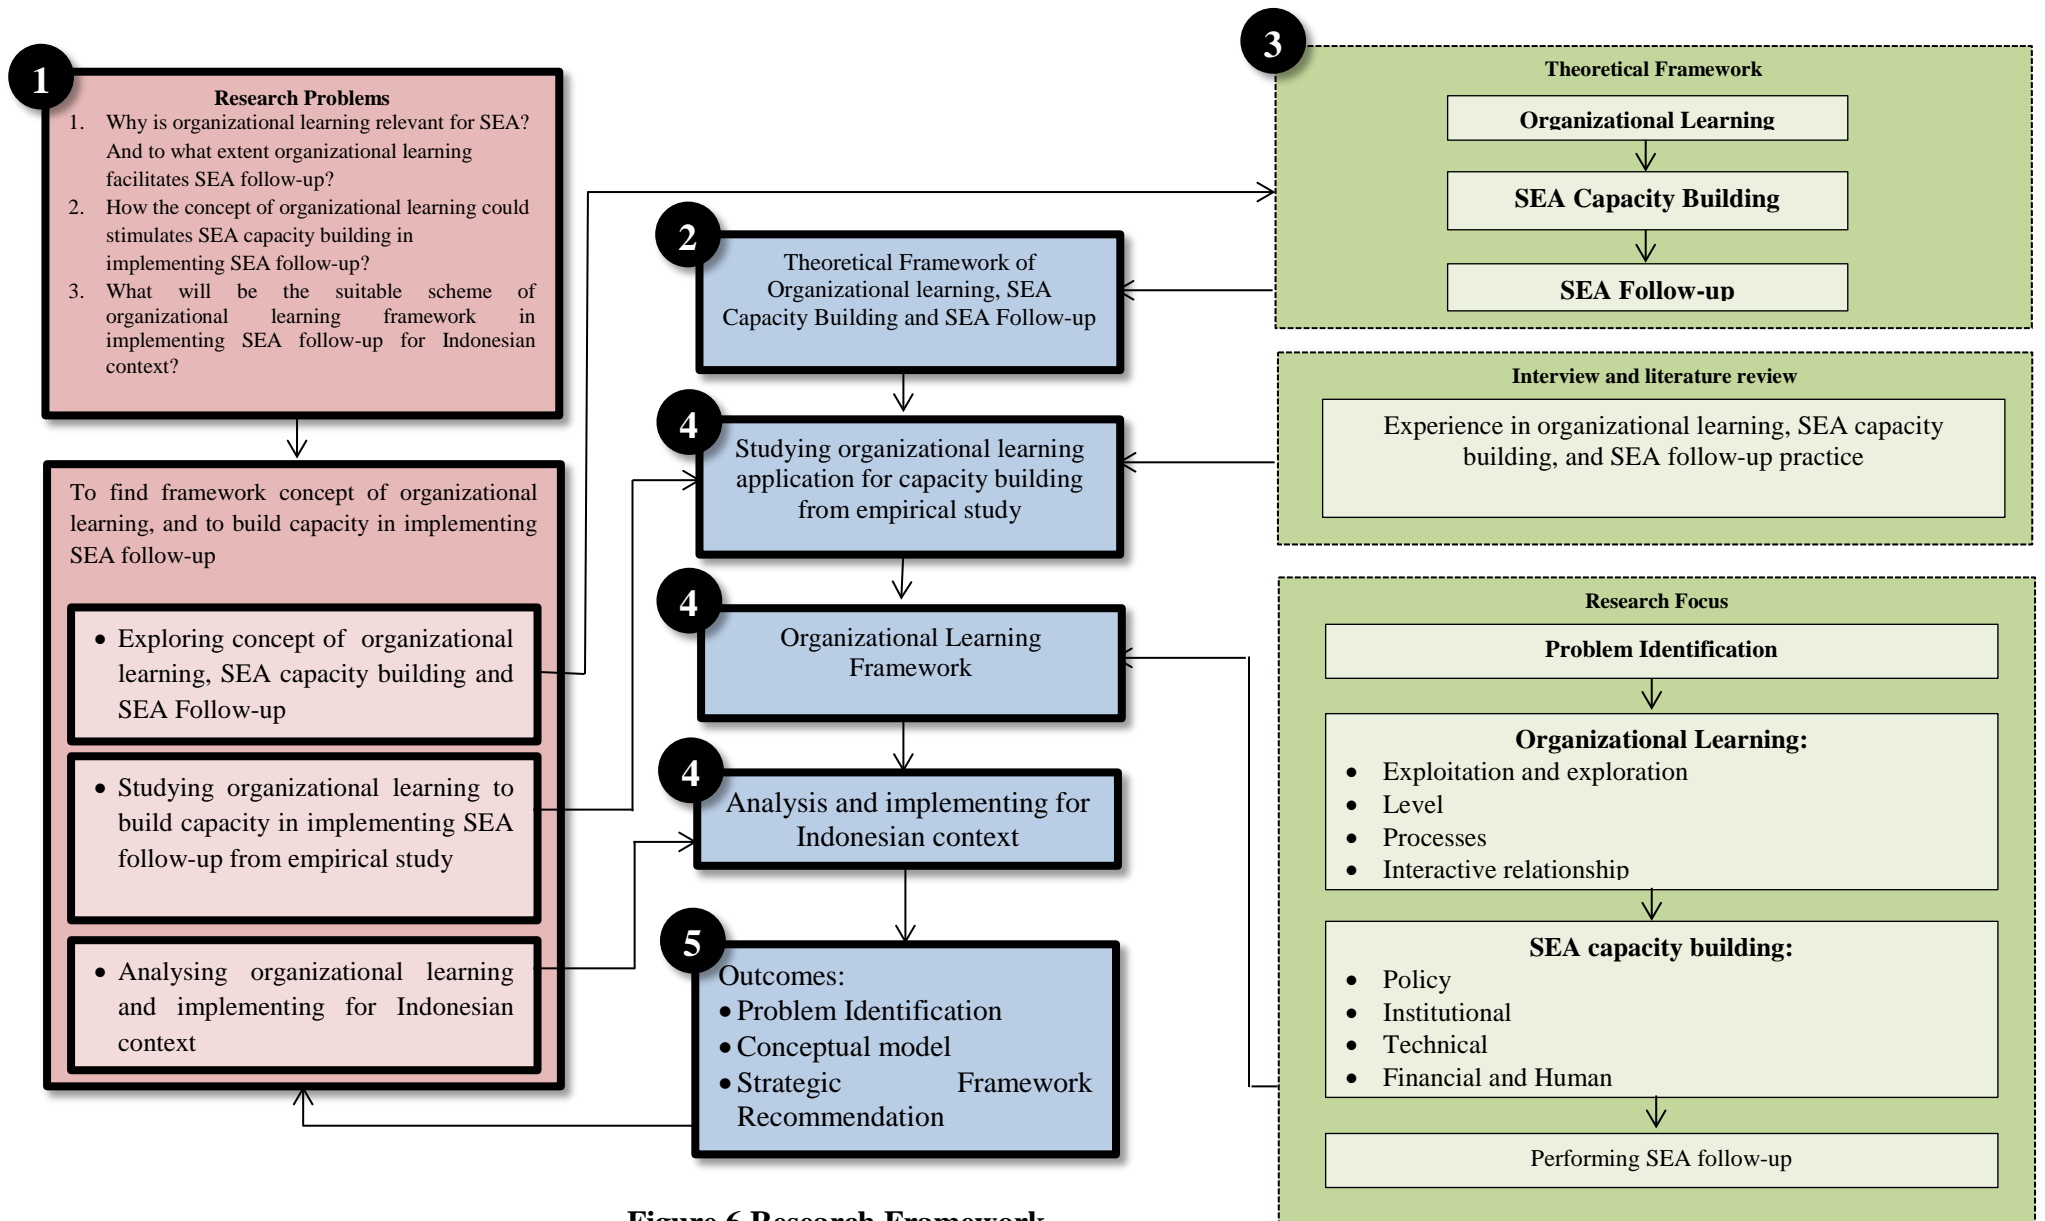 1
Research Problems
1. Why is organizational learning relevant for SEA?
And to what extent organizational learning
facilitates SEA follow-up?
2. How the concept of organizational learning could
stimulates SEA capacity building in
implementing SEA follow-up?
3. What will be the suitable scheme of
organizational learning framework in
implementing SEA follow-up for Indonesian
context?
To find framework concept of organizational
learning, and to build capacity in implementing
SEA follow-up
• Exploring concept of organizational
learning, SEA capacity building and
SEA Follow-up
• Studying organizational learning to
build capacity in implementing SEA
follow-up from empirical study
• Analysing organizational learning
and implementing for Indonesian
context
2
Theoretical Framework of
Organizational learning, SEA
Capacity Building and SEA Follow-up
4
Studying organizational learning
application for capacity building
from empirical study
4
Organizational Learning
Framework
4
Analysis and implementing for
Indonesian context
5
Outcomes:
• Problem Identification
• Conceptual model
• Strategic Framework
Recommendation
3
Theoretical Framework
Organizational Learning
SEA Capacity Building
SEA Follow-up
Interview and literature review
Experience in organizational learning, SEA capacity
building, and SEA follow-up practice
Research Focus
Problem Identification
Organizational Learning:
• Exploitation and exploration
• Level
• Processes
• Interactive relationship
SEA capacity building:
• Policy
• Institutional
• Technical
• Financial and Human
Performing SEA follow-up
Figure 6 Research Framework